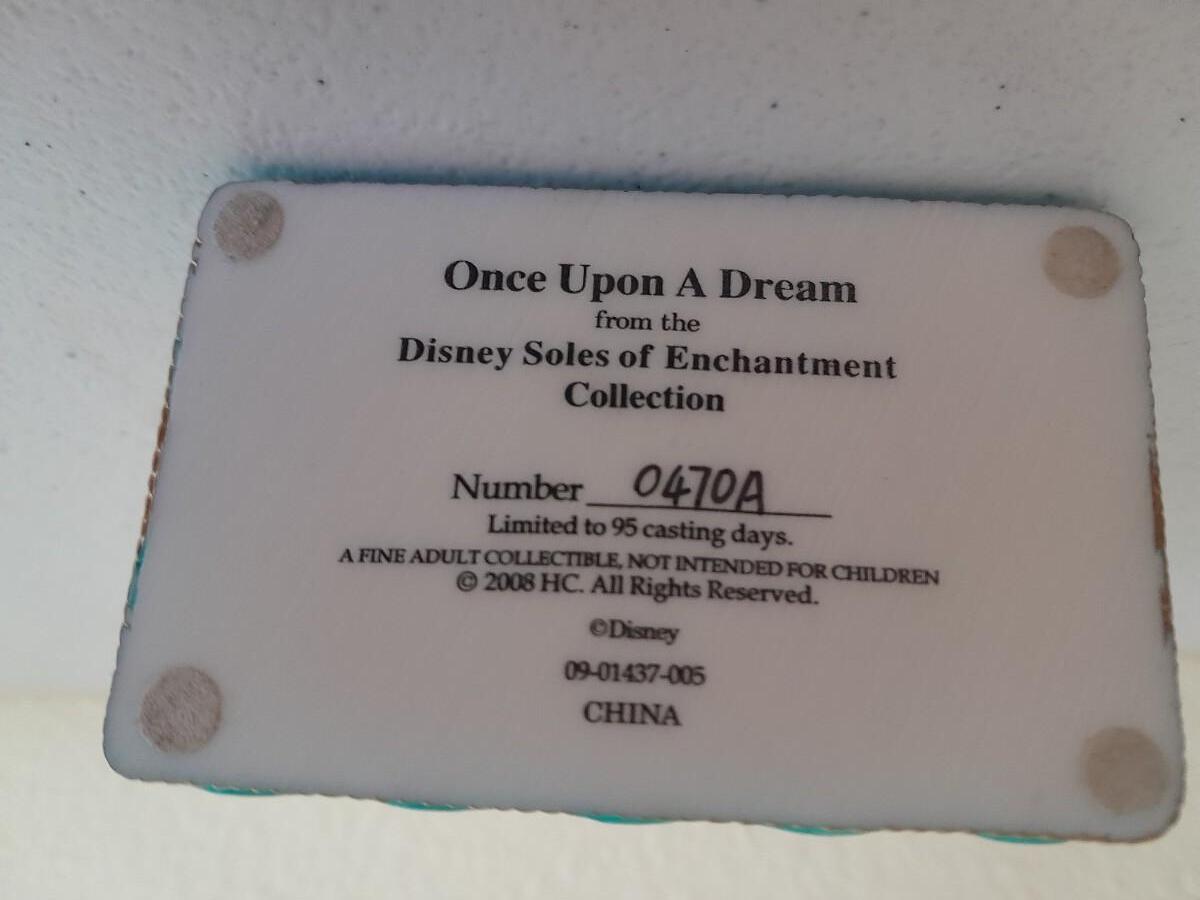 Once Upon A Dream
from the
Disney Soles of Enchantment
Collection
Number 0470A
Limited to 95 casting days.
A FINE ADULT COLLECTIBLE, NOT INTENDED FOR CHILDREN
© 2008 HC. All Rights Reserved.
©Disney
09-01437-005
CHINA